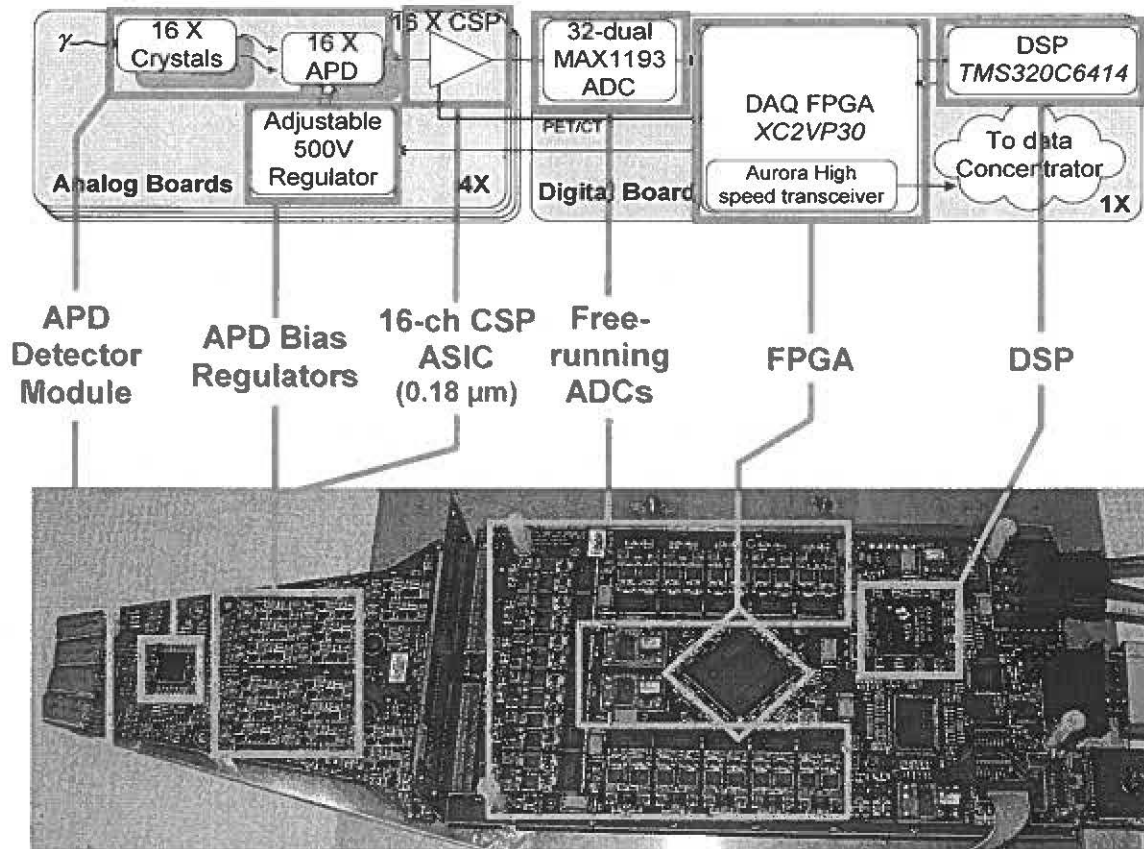 γ
16 X
Crystals
16 X
APD
16 X CSP
32-dual
MAX1193
ADC
DAQ FPGA
XC2VP30
DSP
TMS320C6414
Adjustable
500V
Regulator
PET/CT
Aurora High
speed transceiver
To data
Concentrator
Analog Boards
4X
Digital Board
1X
APD
Detector
Module
APD Bias
Regulators
16-ch CSP
ASIC
(0.18 μm)
Free-
running
ADCs
FPGA
DSP